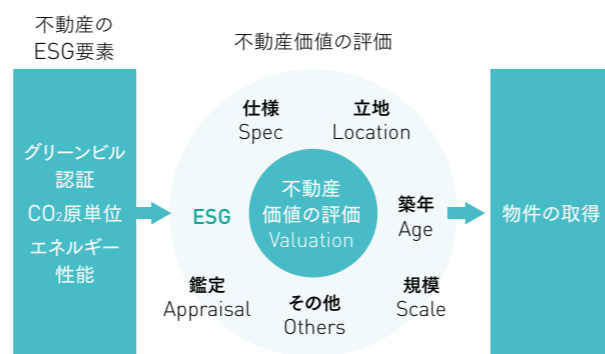 不動産の
ESG要素
不動産価値の評価
グリーンビル
認証
CO₂原単位
エネルギー
性能
仕様
Spec
立地
Location
ESG
不動産
価値の評価
Valuation
築年
Age
鑑定
Appraisal
その他
Others
規模
Scale
物件の取得